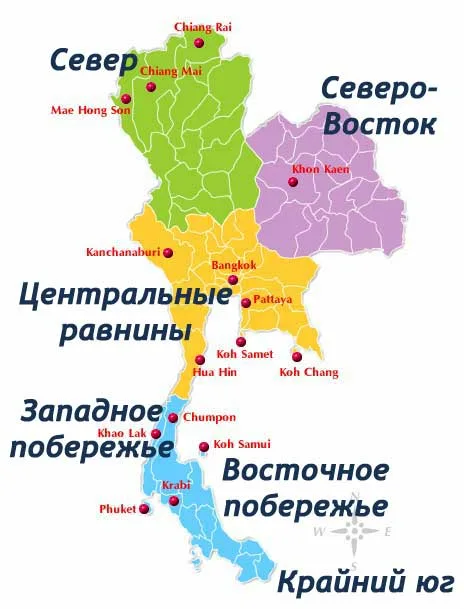 Chiang Rai
Север
Chiang Mai
Mae Hong Son
Северо-
Восток
Khon Kaen
Kanchanaburi
Bangkok
Центральные
равнины
Pattaya
Koh Samet
Hua Hin
Koh Chang
Западное
побережье
Chumpon
Khao Lak
Koh Samui
Восточное
побережье
Krabi
Phuket
N
W
E
S
Крайний юг